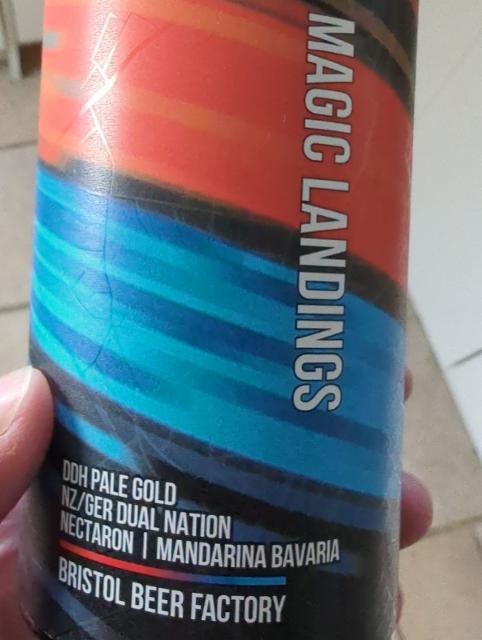 MAGIC LANDINGS
DDH PALE GOLD
NZ/GER DUAL NATION
NECTARON | MANDARINA BAVARIA
BRISTOL BEER FACTORY